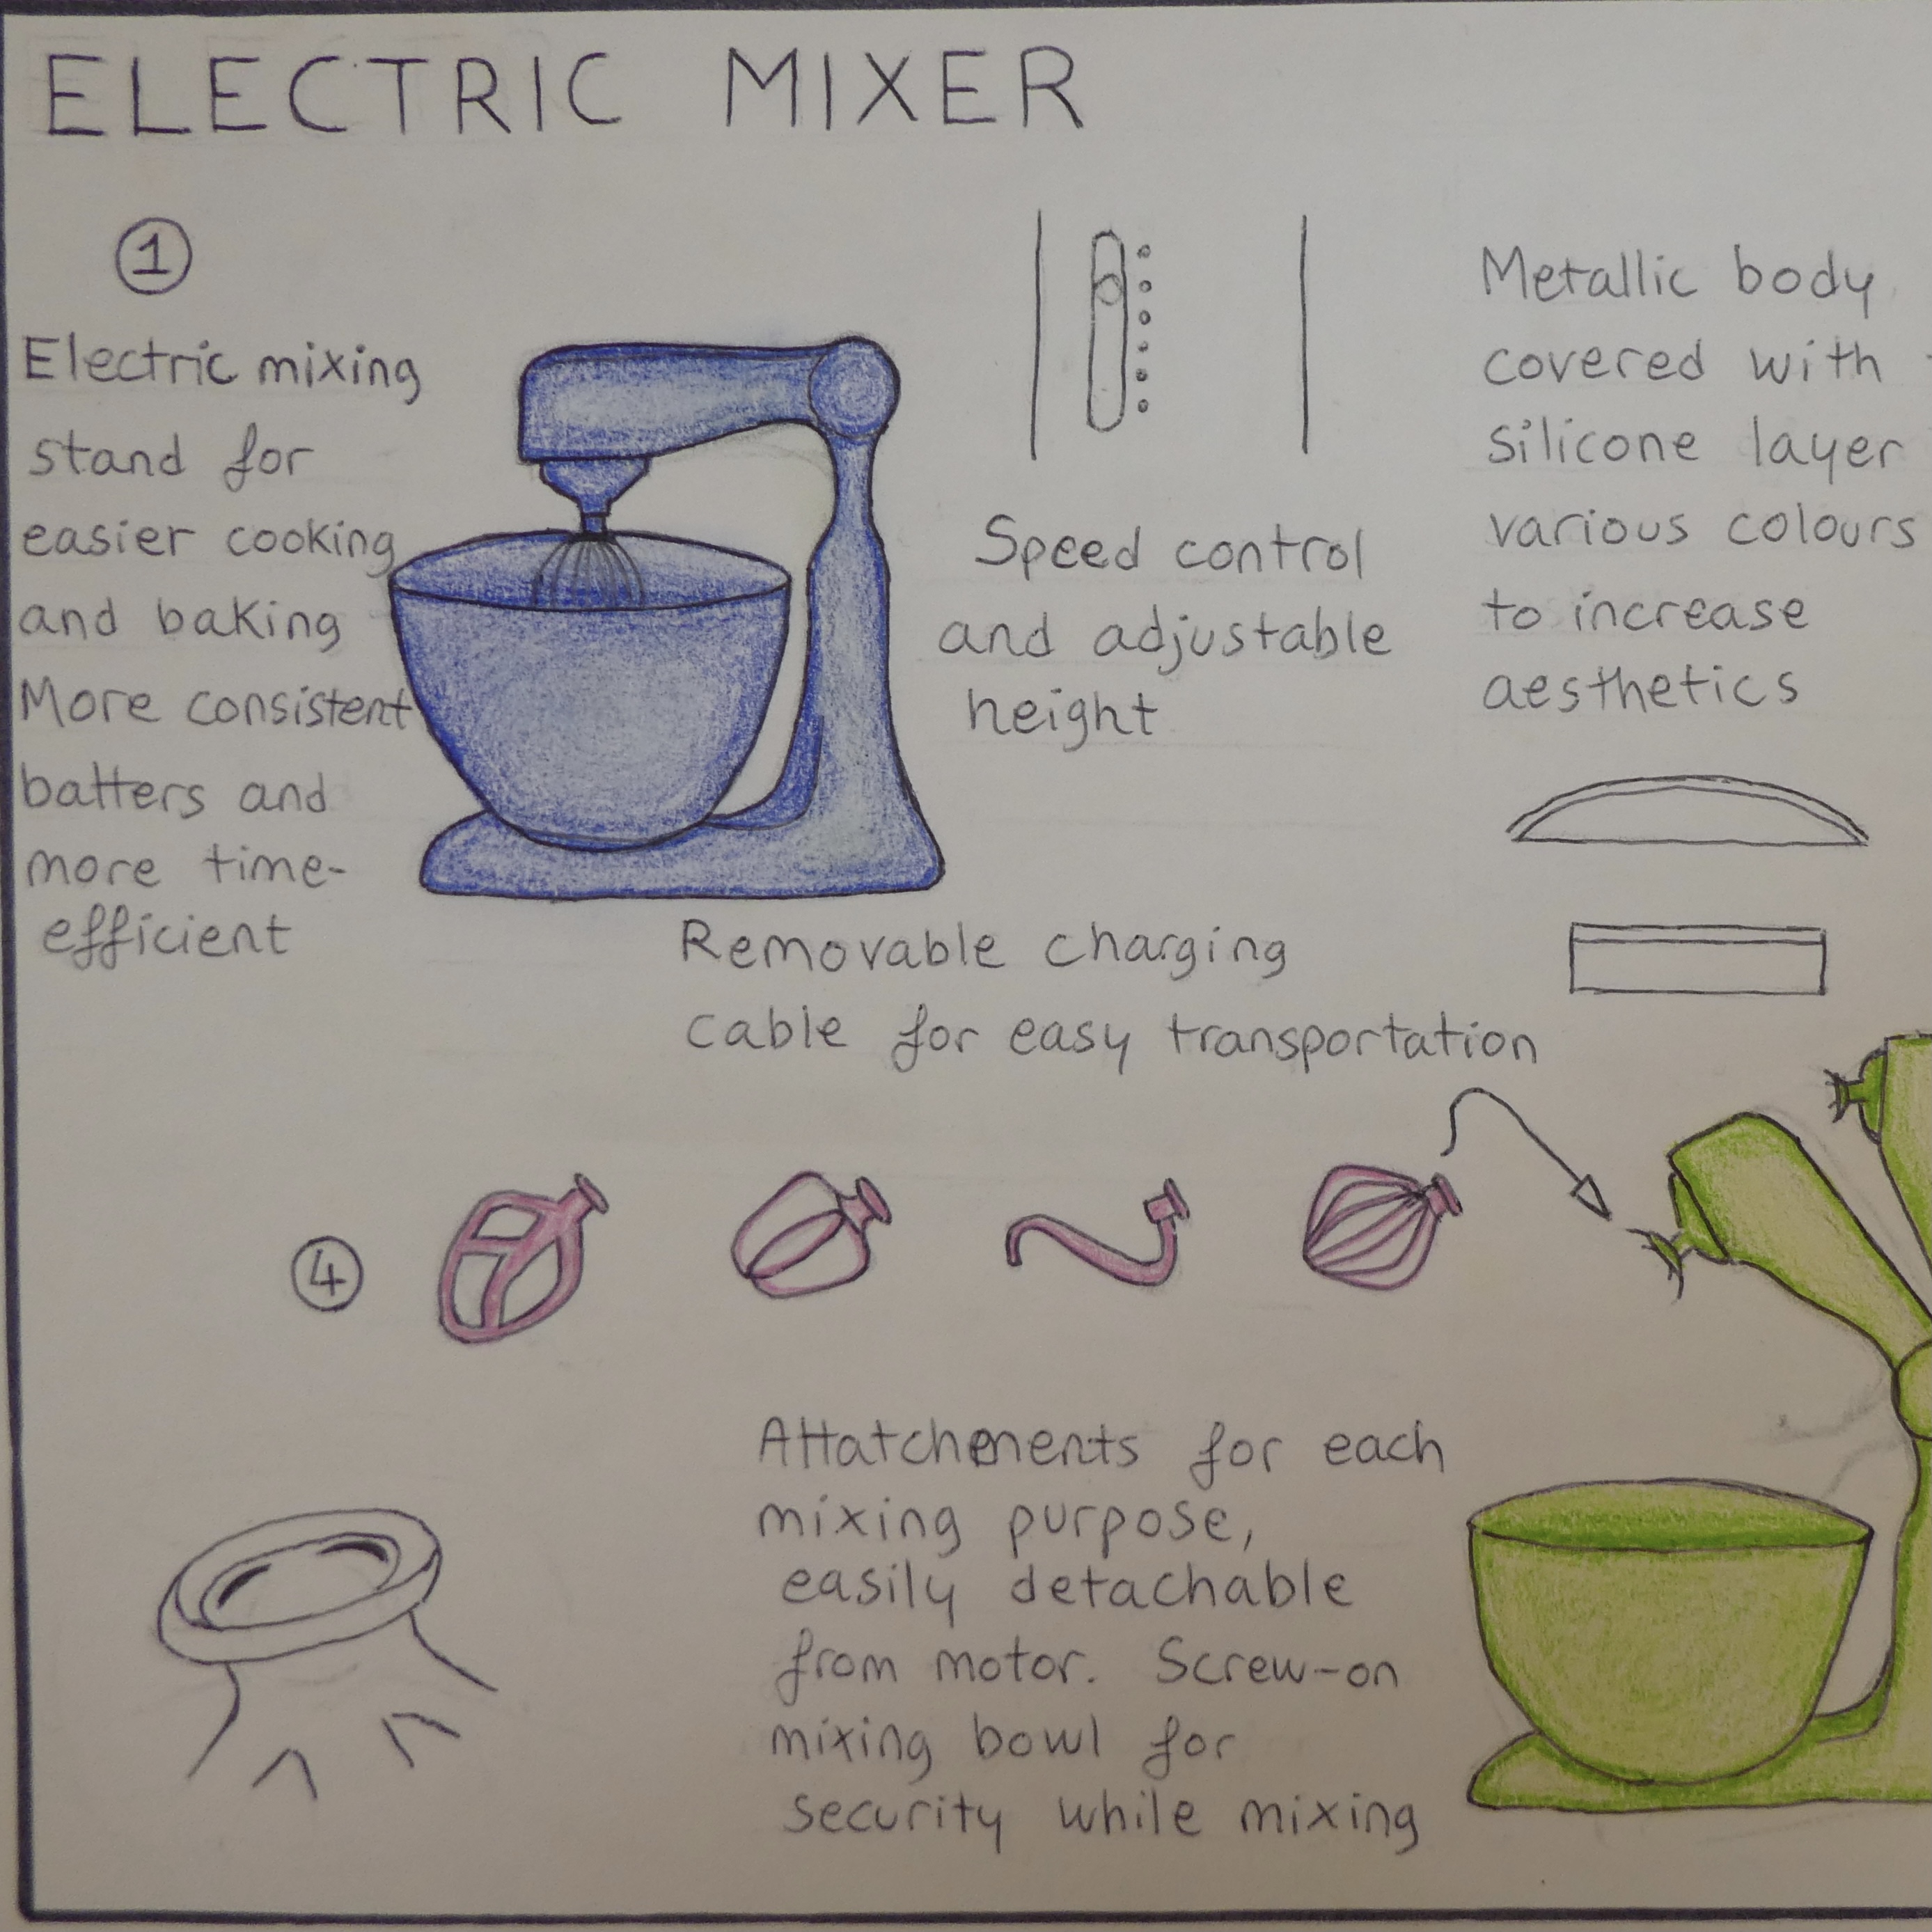 ELECTRIC MIXER
1
Electric mixing
stand for
easier cooking
and baking
More consistent
batters and
more time-
efficient
Speed control
and adjustable
height
Metallic body
covered with
silicone layer
various colours
to increase
aesthetics
Removable charging
cable for easy transportation
4
Attatchments for each
mixing purpose,
easily detachable
from motor. Screw-on
mixing bowl for
security while mixing